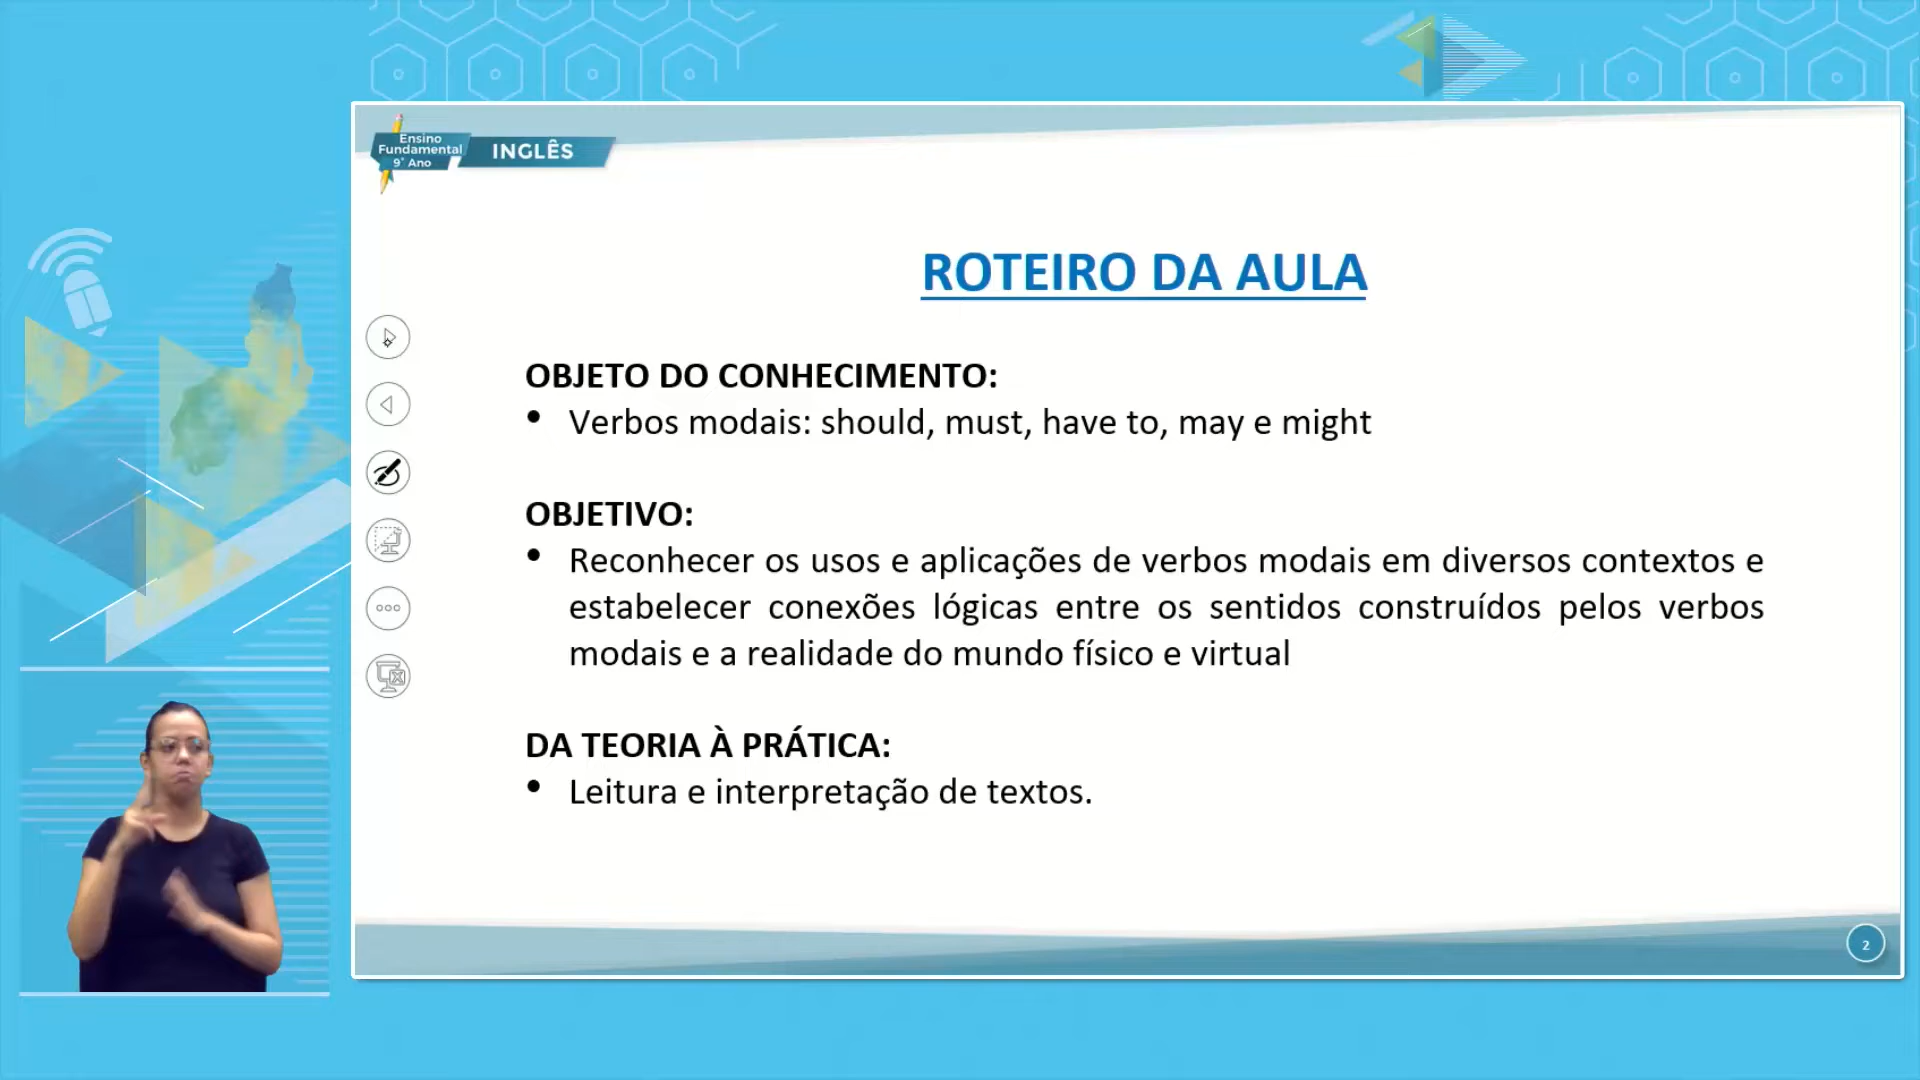 Ensino
Fundamental
9° Ano
INGLÊS
ROTEIRO DA AULA
OBJETO DO CONHECIMENTO:
• Verbos modais: should, must, have to, may e might
OBJETIVO:
• Reconhecer os usos e aplicações de verbos modais em diversos contextos e
estabelecer conexões lógicas entre os sentidos construídos pelos verbos
modais e a realidade do mundo físico e virtual
DA TEORIA À PRÁTICA:
• Leitura e interpretação de textos.
2